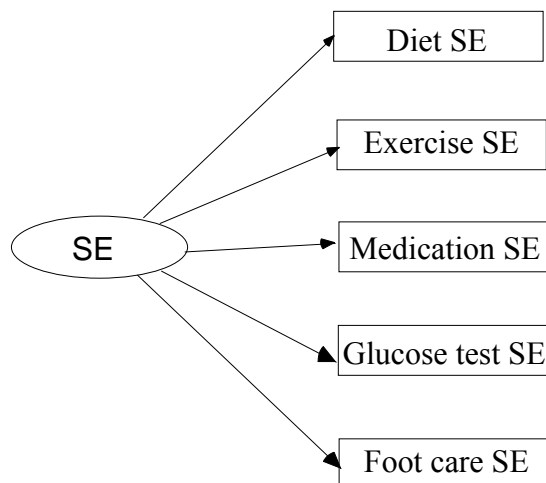 Diet SE
Exercise SE
SE
Medication SE
Glucose test SE
Foot care SE